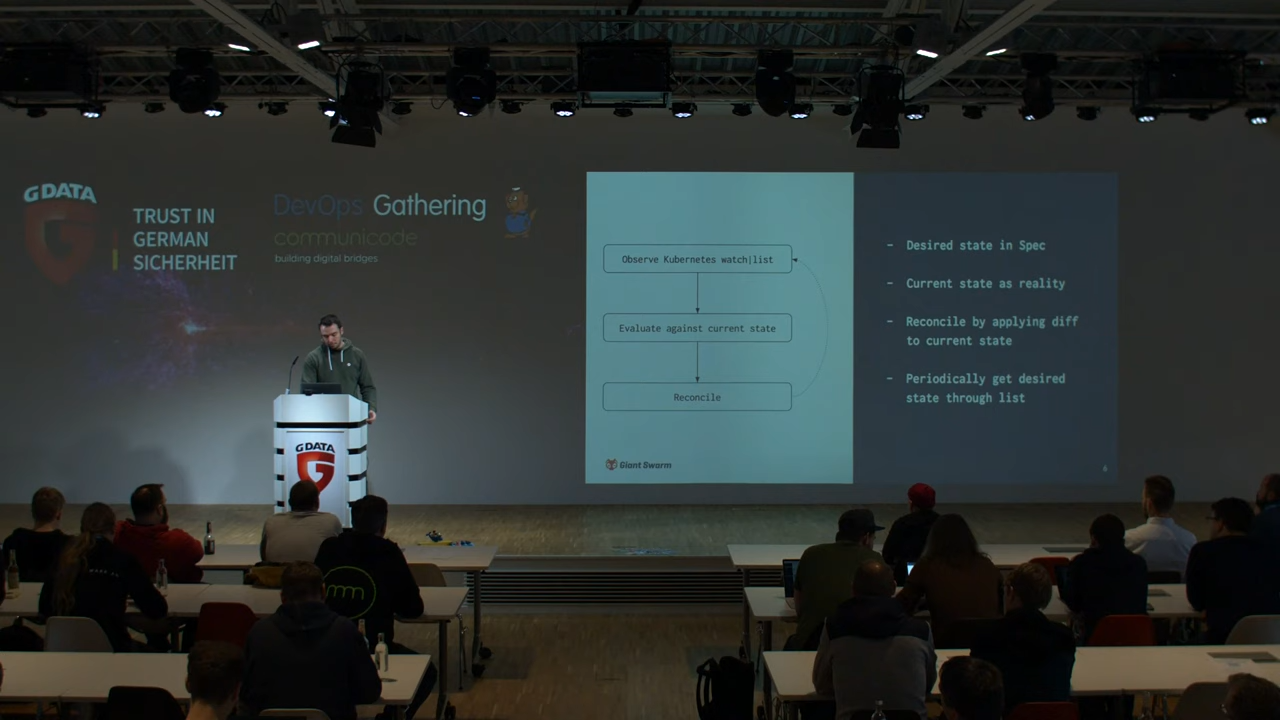 G DATA
TRUST IN
GERMAN
SICHERHEIT
DevOps Gathering
communicode
building digital bridges
Observe Kubernetes watch|list
Evaluate against current state
Reconcile
Giant Swarm
- Desired state in Spec
- Current state as reality
- Reconcile by applying diff
to current state
- Periodically get desired
state through list
6
G DATA